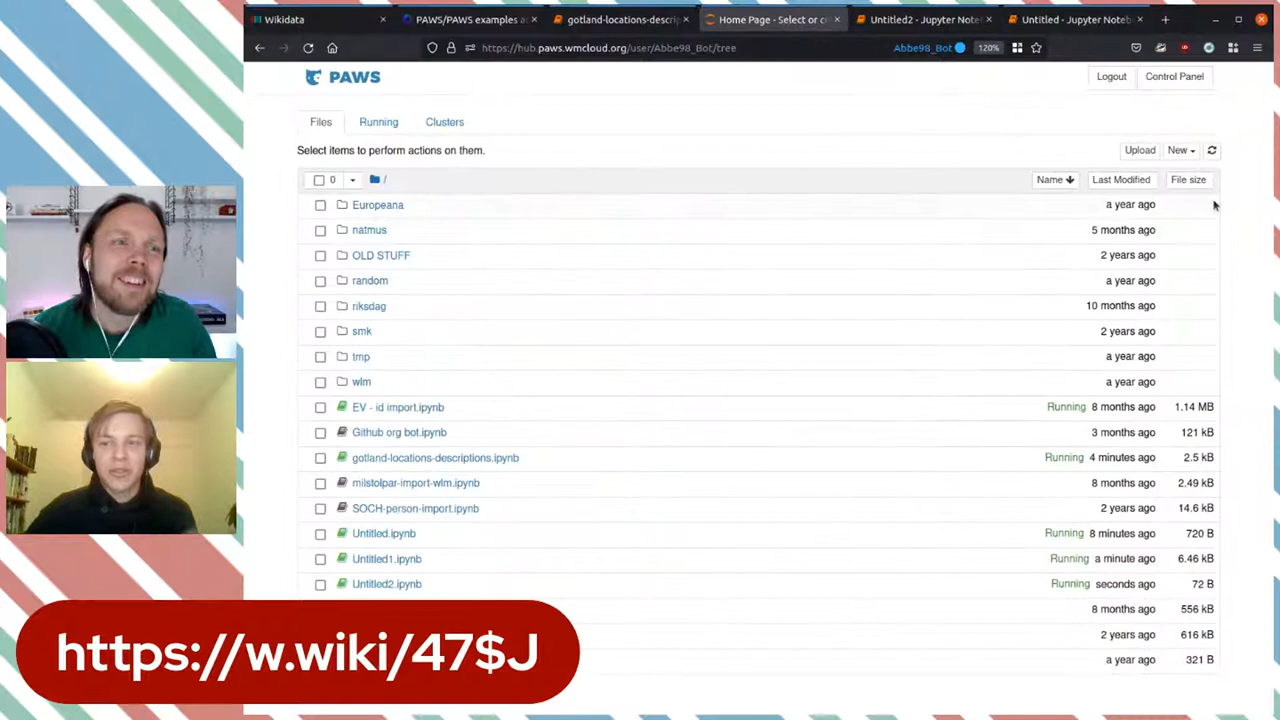 Wikidata
PAWS/PAWS examples a
gotland-locations-descrip
Home Page - Select or cr
Untitled2 - Jupyter Note
Untitled - Jupyter Notebo
https://hub.paws.wmcloud.org/user/Abbe98_Bot/tree
Abbe98_Bot
120%
PAWS
Logout
Control Panel
Files
Running
Clusters
Select items to perform actions on them.
Upload
New
0
/
Name
Last Modified
File size
Europeana
a year ago
natmus
5 months ago
OLD STUFF
2 years ago
random
a year ago
riksdag
10 months ago
smk
2 years ago
tmp
a year ago
wlm
a year ago
EV - id import.ipynb
Running 8 months ago
1.14 MB
Github org bot.ipynb
3 months ago
121 kB
gotland-locations-descriptions.ipynb
Running 4 minutes ago
2.5 kB
milstolpar-import-wlm.ipynb
8 months ago
2.49 kB
SOCH-person-import.ipynb
2 years ago
14.6 kB
Untitled.ipynb
Running 8 minutes ago
720 B
Untitled1.ipynb
Running a minute ago
6.46 kB
Untitled2.ipynb
Running seconds ago
72 B
8 months ago
556 kB
2 years ago
616 kB
a year ago
321 B
https://w.wiki/47$J